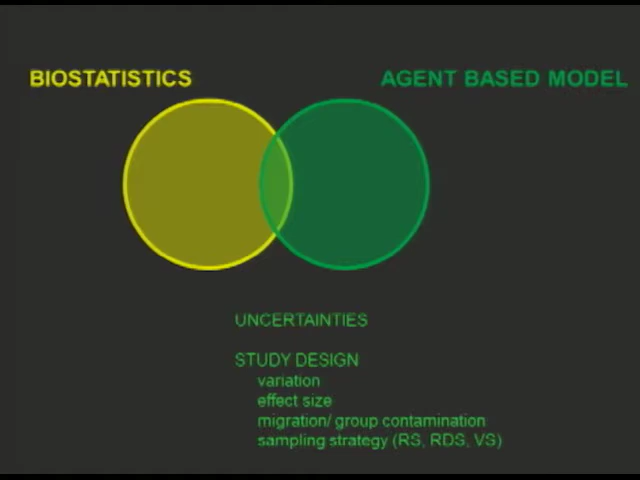 BIOSTATISTICS
AGENT BASED MODEL
UNCERTAINTIES
STUDY DESIGN
variation
effect size
migration/ group contamination
sampling strategy (RS, RDS, VS)